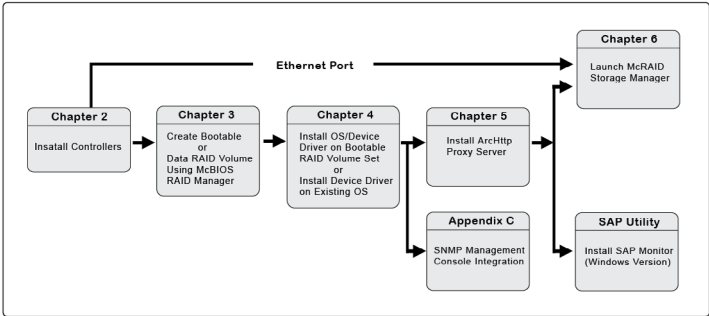 Chapter 6
Launch McRAID
Storage Manager
Ethernet Port
Chapter 2
Insatall Controllers
Chapter 3
Create Bootable
or
Data RAID Volume
Using McBIOS
RAID Manager
Chapter 4
Install OS/Device
Driver on Bootable
RAID Volume Set
or
Install Device Driver
on Existing OS
Chapter 5
Install ArcHttp
Proxy Server
Appendix C
SNMP Management
Console Integration
SAP Utility
Install SAP Monitor
(Windows Version)